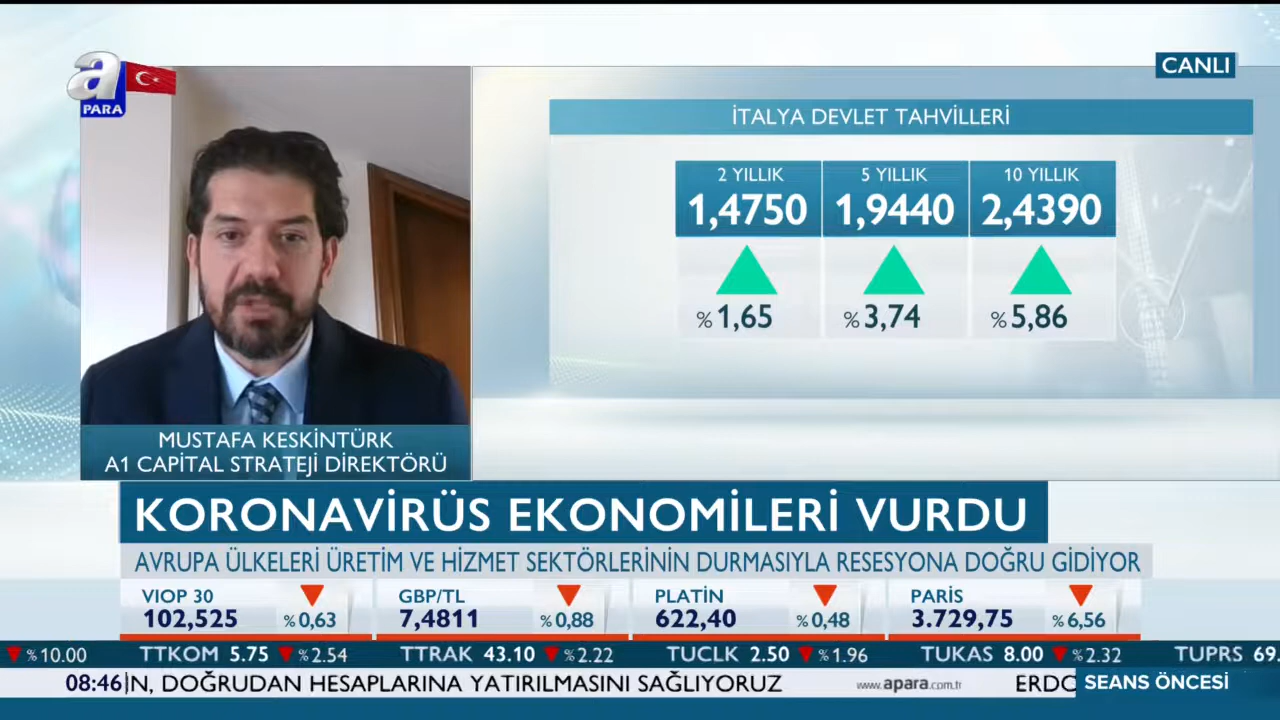 a
PARA
CANLI
İTALYA DEVLET TAHVİLLERİ
2 YILLIK 5 YILLIK 10 YILLIK
1,4750 1,9440 2,4390
%1,65 %3,74 %5,86
MUSTAFA KESKİNTÜRK
A1 CAPITAL STRATEJİ DİREKTÖRÜ
KORONAVİRÜS EKONOMİLERİ VURDU
AVRUPA ÜLKELERİ ÜRETİM VE HİZMET SEKTÖRLERİNİN DURMASIYLA RESESYONA DOĞRU GİDİYOR
VIOP 30 GBP/TL PLATİN PARİS
102,525 %0,63 7,4811 %0,88 622,40 %0,48 3.729,75 %6,56
%10.00 TTKOM 5.75 %2.54 TTRAK 43.10 %2.22 TUCLK 2.50 %1.96 TUKAS 8.00 %2.32 TUPRS 69.
08:46 İN, DOĞRUDAN HESAPLARINA YATIRILMASINI SAĞLIYORUZ www.apara.com.tr ERDO SEANS ÖNCESİ